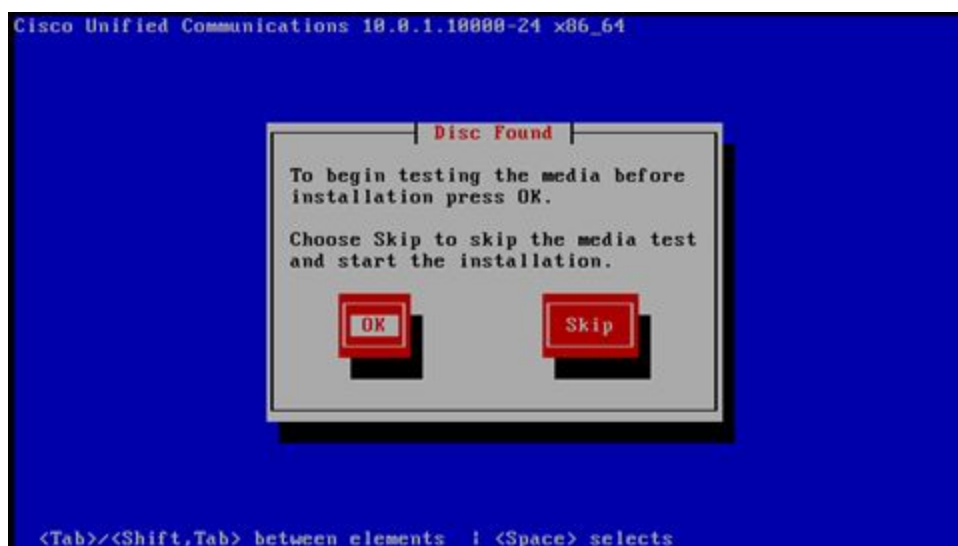 Cisco Unified Communications 10.0.1.10000-24 x86_64
Disc Found
To begin testing the media before
installation press OK.
Choose Skip to skip the media test
and start the installation.
OK
Skip
<Tab>/<Shift,Tab> between elements | <Space> selects